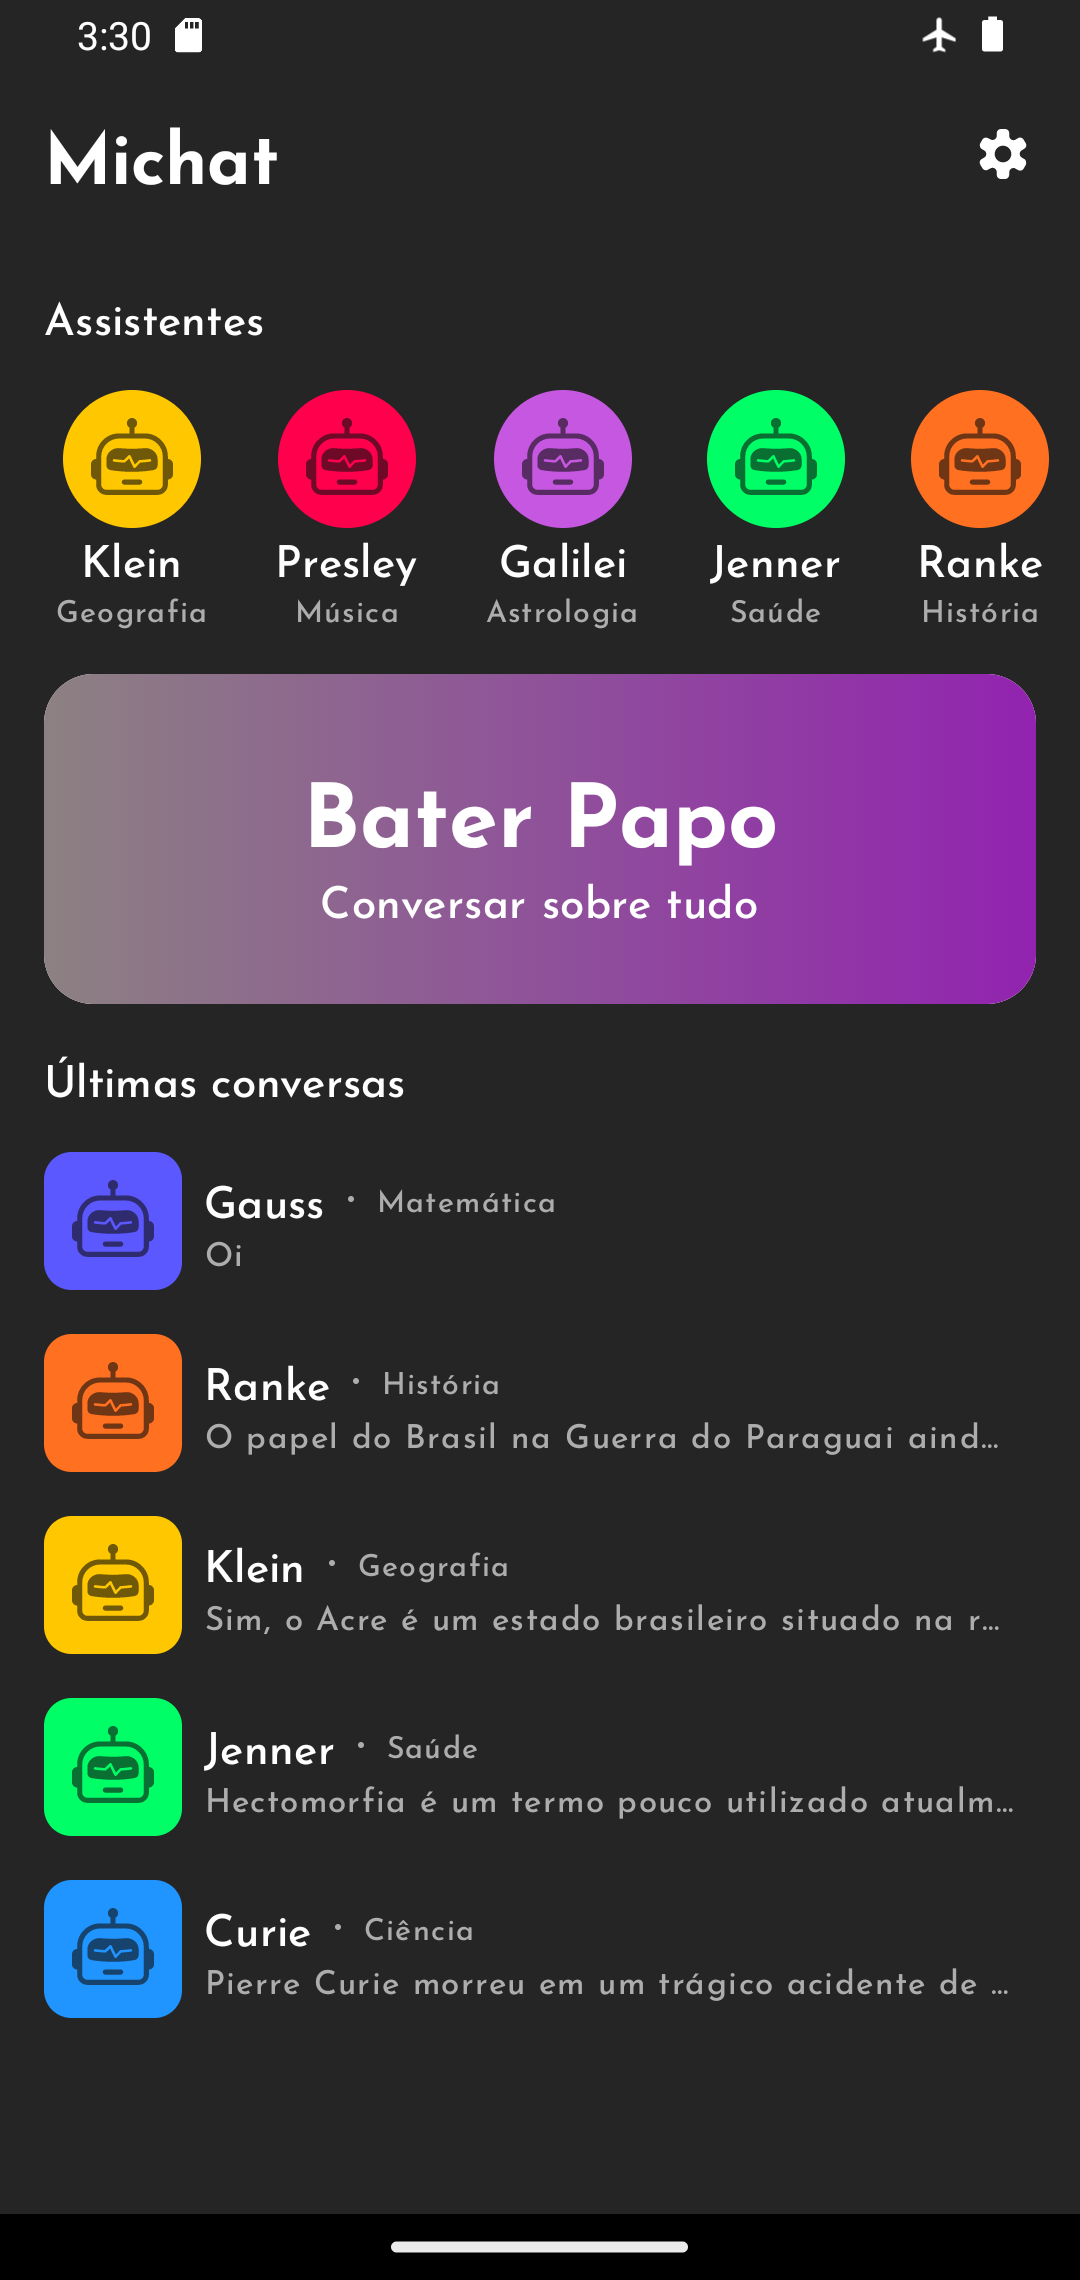 3:30
Michat
Assistentes
Klein Presley Galilei Jenner Ranke
Geografia Música Astrologia Saúde História
Bater Papo
Conversar sobre tudo
Últimas conversas
Gauss • Matemática
Oi
Ranke • História
O papel do Brasil na Guerra do Paraguai aind...
Klein • Geografia
Sim, o Acre é um estado brasileiro situado na r...
Jenner • Saúde
Hectomorfia é um termo pouco utilizado atualm...
Curie • Ciência
Pierre Curie morreu em um trágico acidente de ...